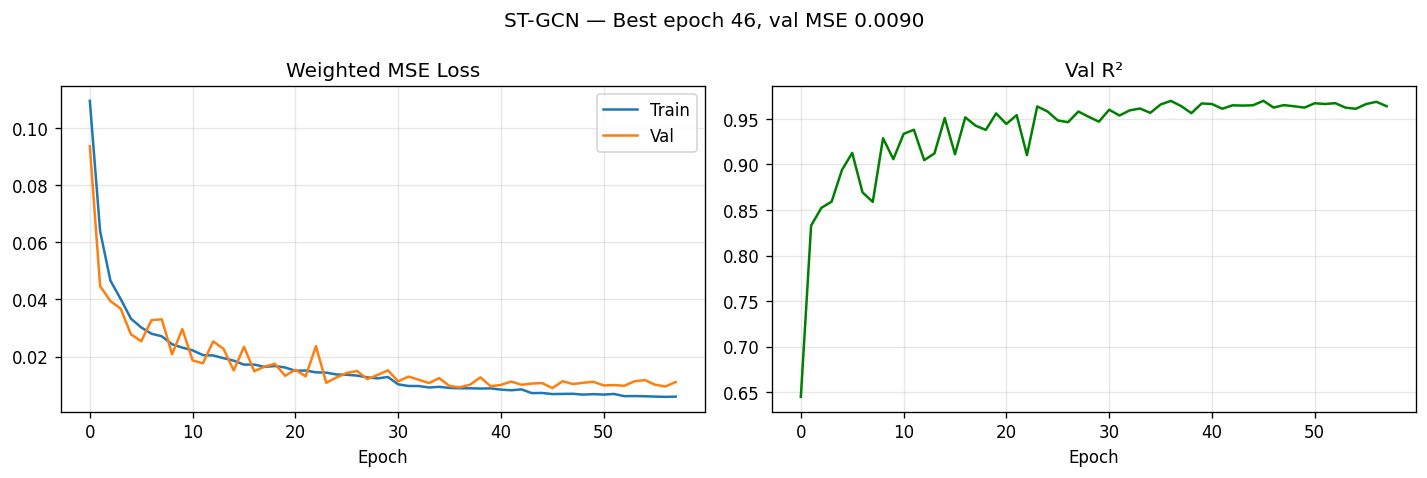 ST-GCN — Best epoch 46, val MSE 0.0090
Weighted MSE Loss
0.10
0.08
0.06
0.04
0.02
Train
Val
0 10 20 30 40 50
Epoch
Val R²
0.95
0.90
0.85
0.80
0.75
0.70
0.65
0 10 20 30 40 50
Epoch